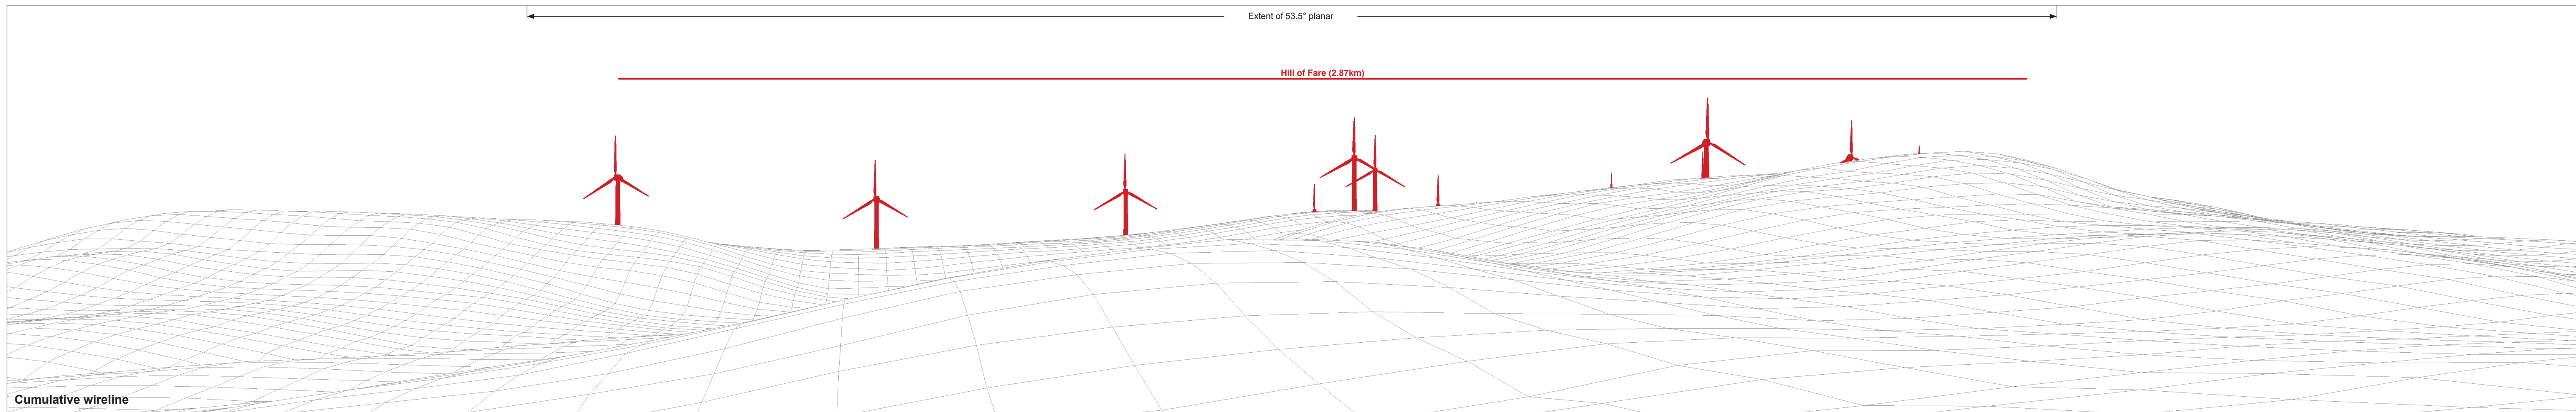 Extent of 53.5° planar
Hill of Fare (2.87km)
Cumulative wireline